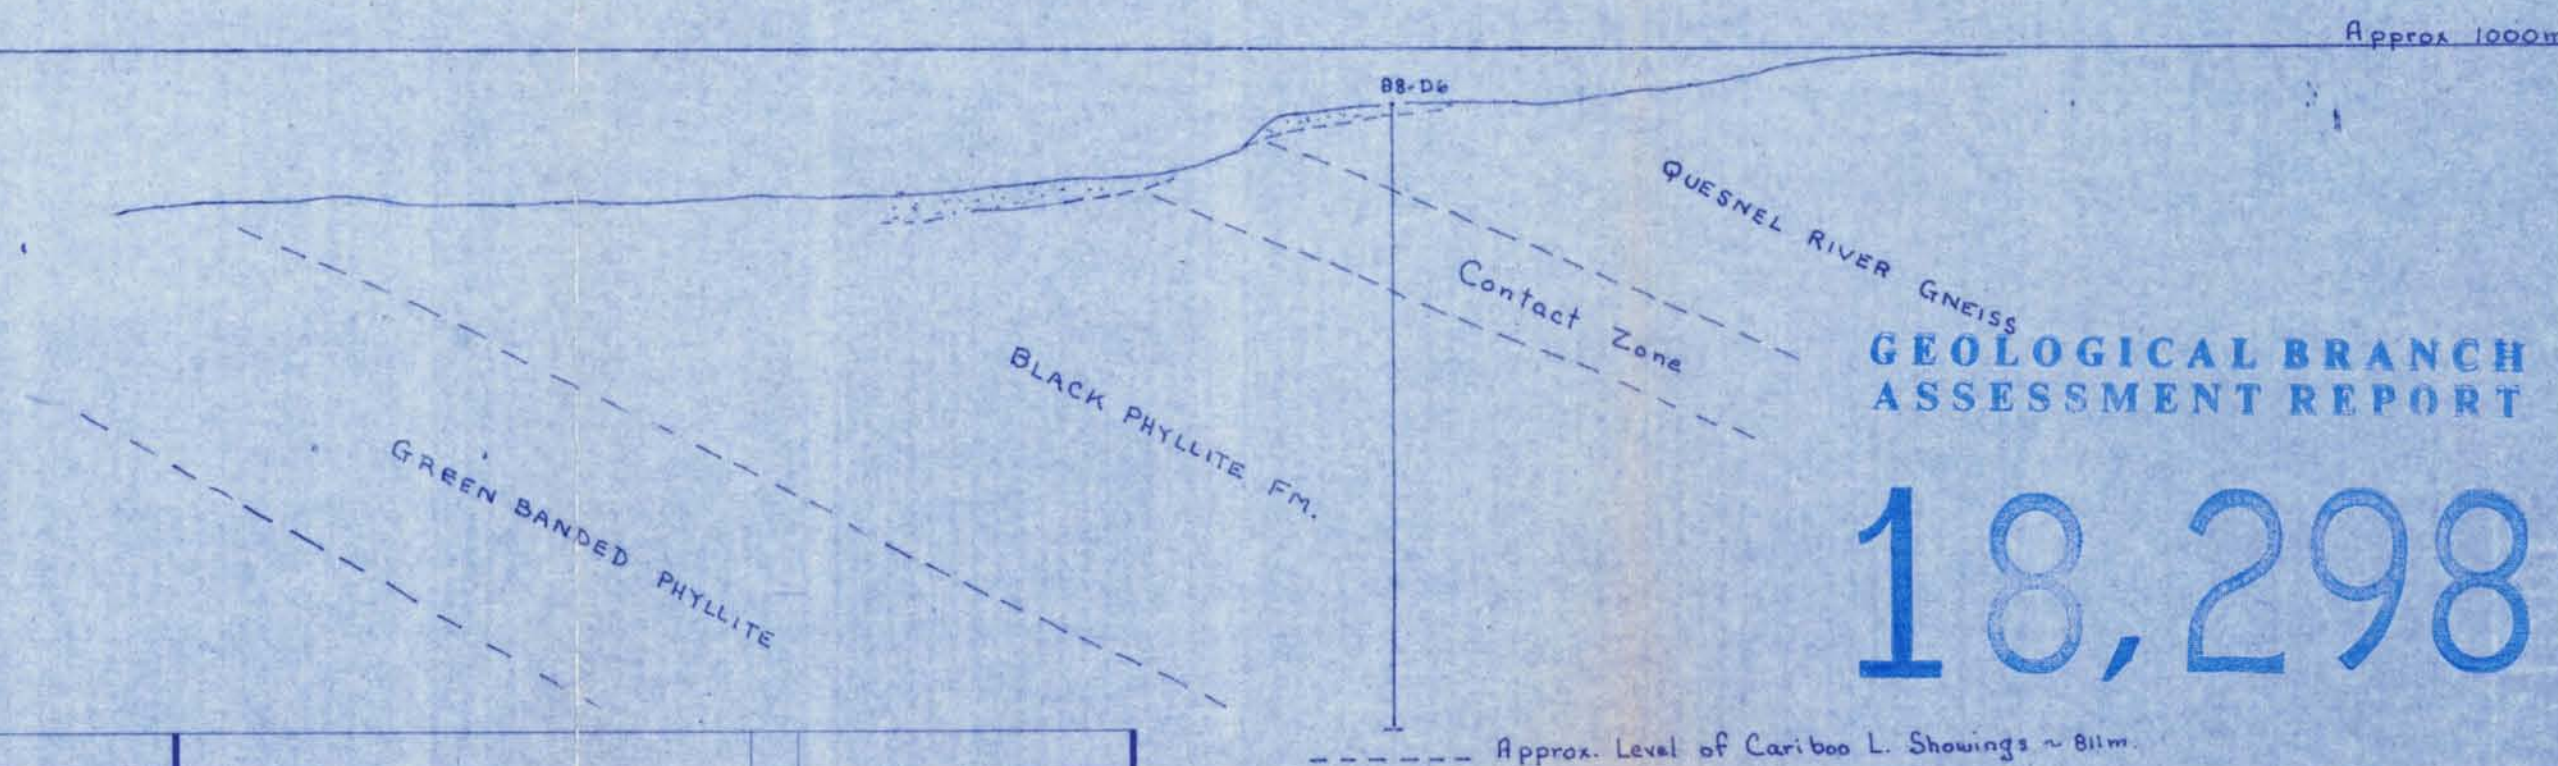 Approx 1000m
88-D6
QUESNEL RIVER GNEISS
Contact Zone
BLACK PHYLLITE FM.
GREEN BANDED PHYLLITE
GEOLOGICAL BRANCH
ASSESSMENT REPORT
18,298
Approx. Level of Cariboo L. Showings ~ 811m.